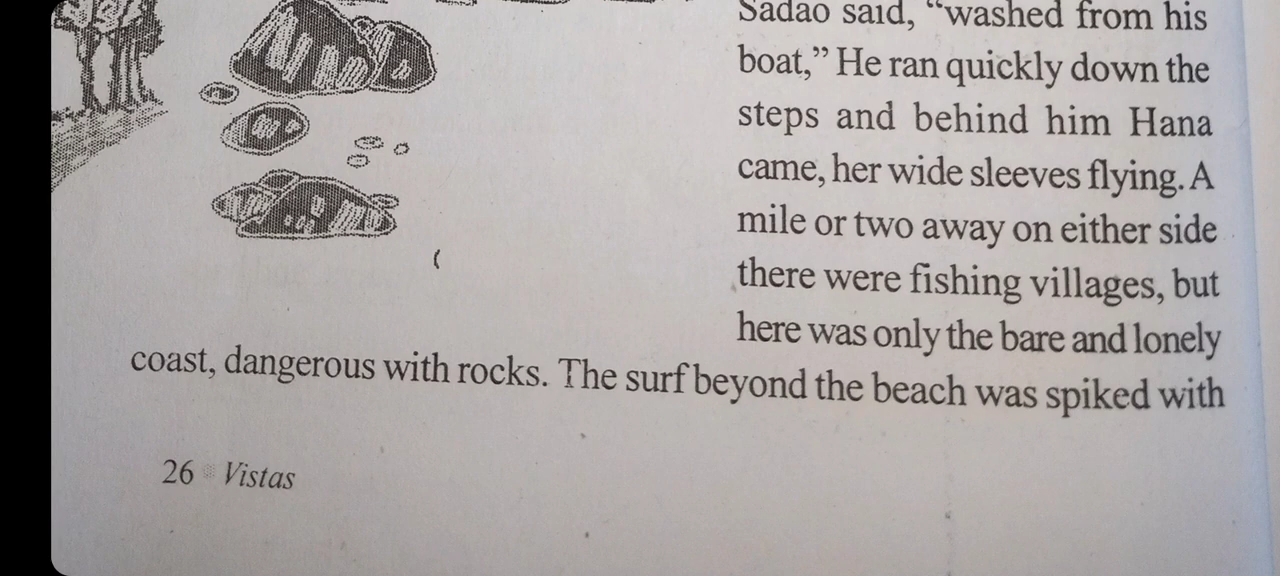 Sadao said, “washed from his
boat,” He ran quickly down the
steps and behind him Hana
came, her wide sleeves flying. A
mile or two away on either side
there were fishing villages, but
here was only the bare and lonely
coast, dangerous with rocks. The surf beyond the beach was spiked with
26 Vistas